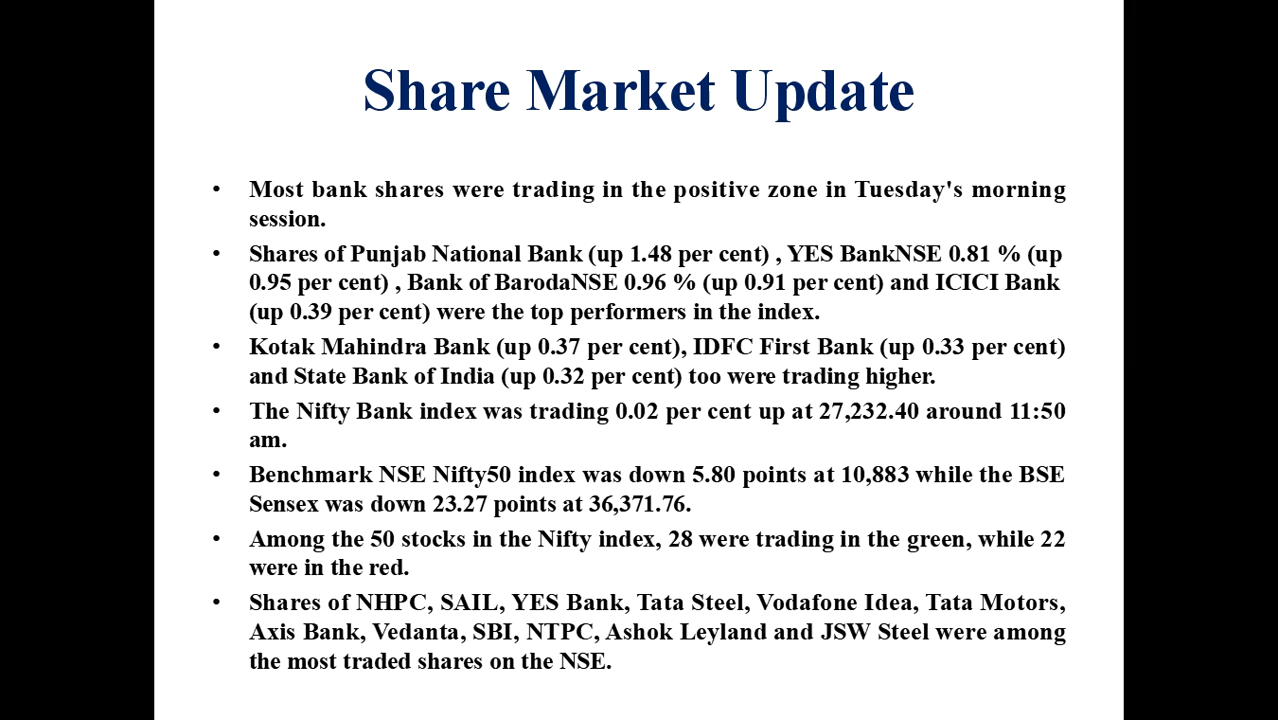 Share Market Update
• Most bank shares were trading in the positive zone in Tuesday's morning
session.
• Shares of Punjab National Bank (up 1.48 per cent) , YES BankNSE 0.81 % (up
0.95 per cent) , Bank of BarodaNSE 0.96 % (up 0.91 per cent) and ICICI Bank
(up 0.39 per cent) were the top performers in the index.
• Kotak Mahindra Bank (up 0.37 per cent), IDFC First Bank (up 0.33 per cent)
and State Bank of India (up 0.32 per cent) too were trading higher.
• The Nifty Bank index was trading 0.02 per cent up at 27,232.40 around 11:50
am.
• Benchmark NSE Nifty50 index was down 5.80 points at 10,883 while the BSE
Sensex was down 23.27 points at 36,371.76.
• Among the 50 stocks in the Nifty index, 28 were trading in the green, while 22
were in the red.
• Shares of NHPC, SAIL, YES Bank, Tata Steel, Vodafone Idea, Tata Motors,
Axis Bank, Vedanta, SBI, NTPC, Ashok Leyland and JSW Steel were among
the most traded shares on the NSE.